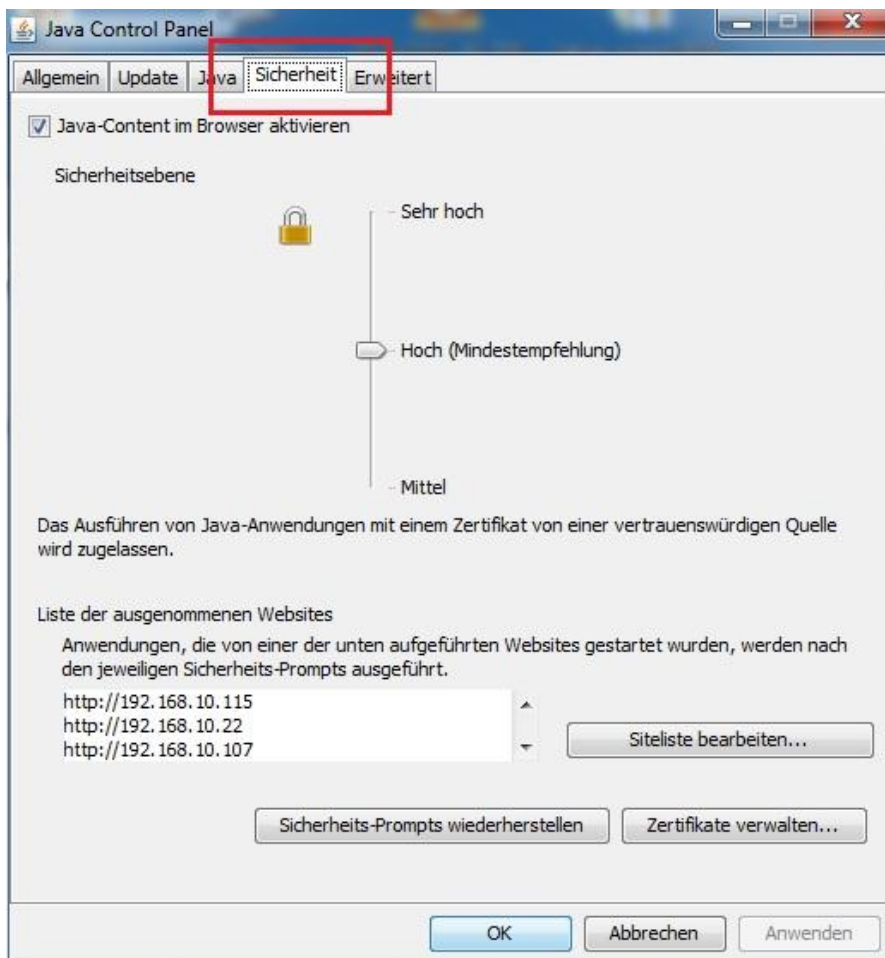 Java Control Panel
Allgemein Update Java Sicherheit Erweitert
Java-Content im Browser aktivieren
Sicherheitsebene
Sehr hoch
Hoch (Mindestempfehlung)
Mittel
Das Ausführen von Java-Anwendungen mit einem Zertifikat von einer vertrauenswürdigen Quelle
wird zugelassen.
Liste der ausgenommenen Websites
Anwendungen, die von einer der unten aufgeführten Websites gestartet wurden, werden nach
den jeweiligen Sicherheits-Prompts ausgeführt.
http://192.168.10.115
http://192.168.10.22
http://192.168.10.107
Siteliste bearbeiten...
Sicherheits-Prompts wiederherstellen Zertifikate verwalten...
OK Abbrechen Anwenden